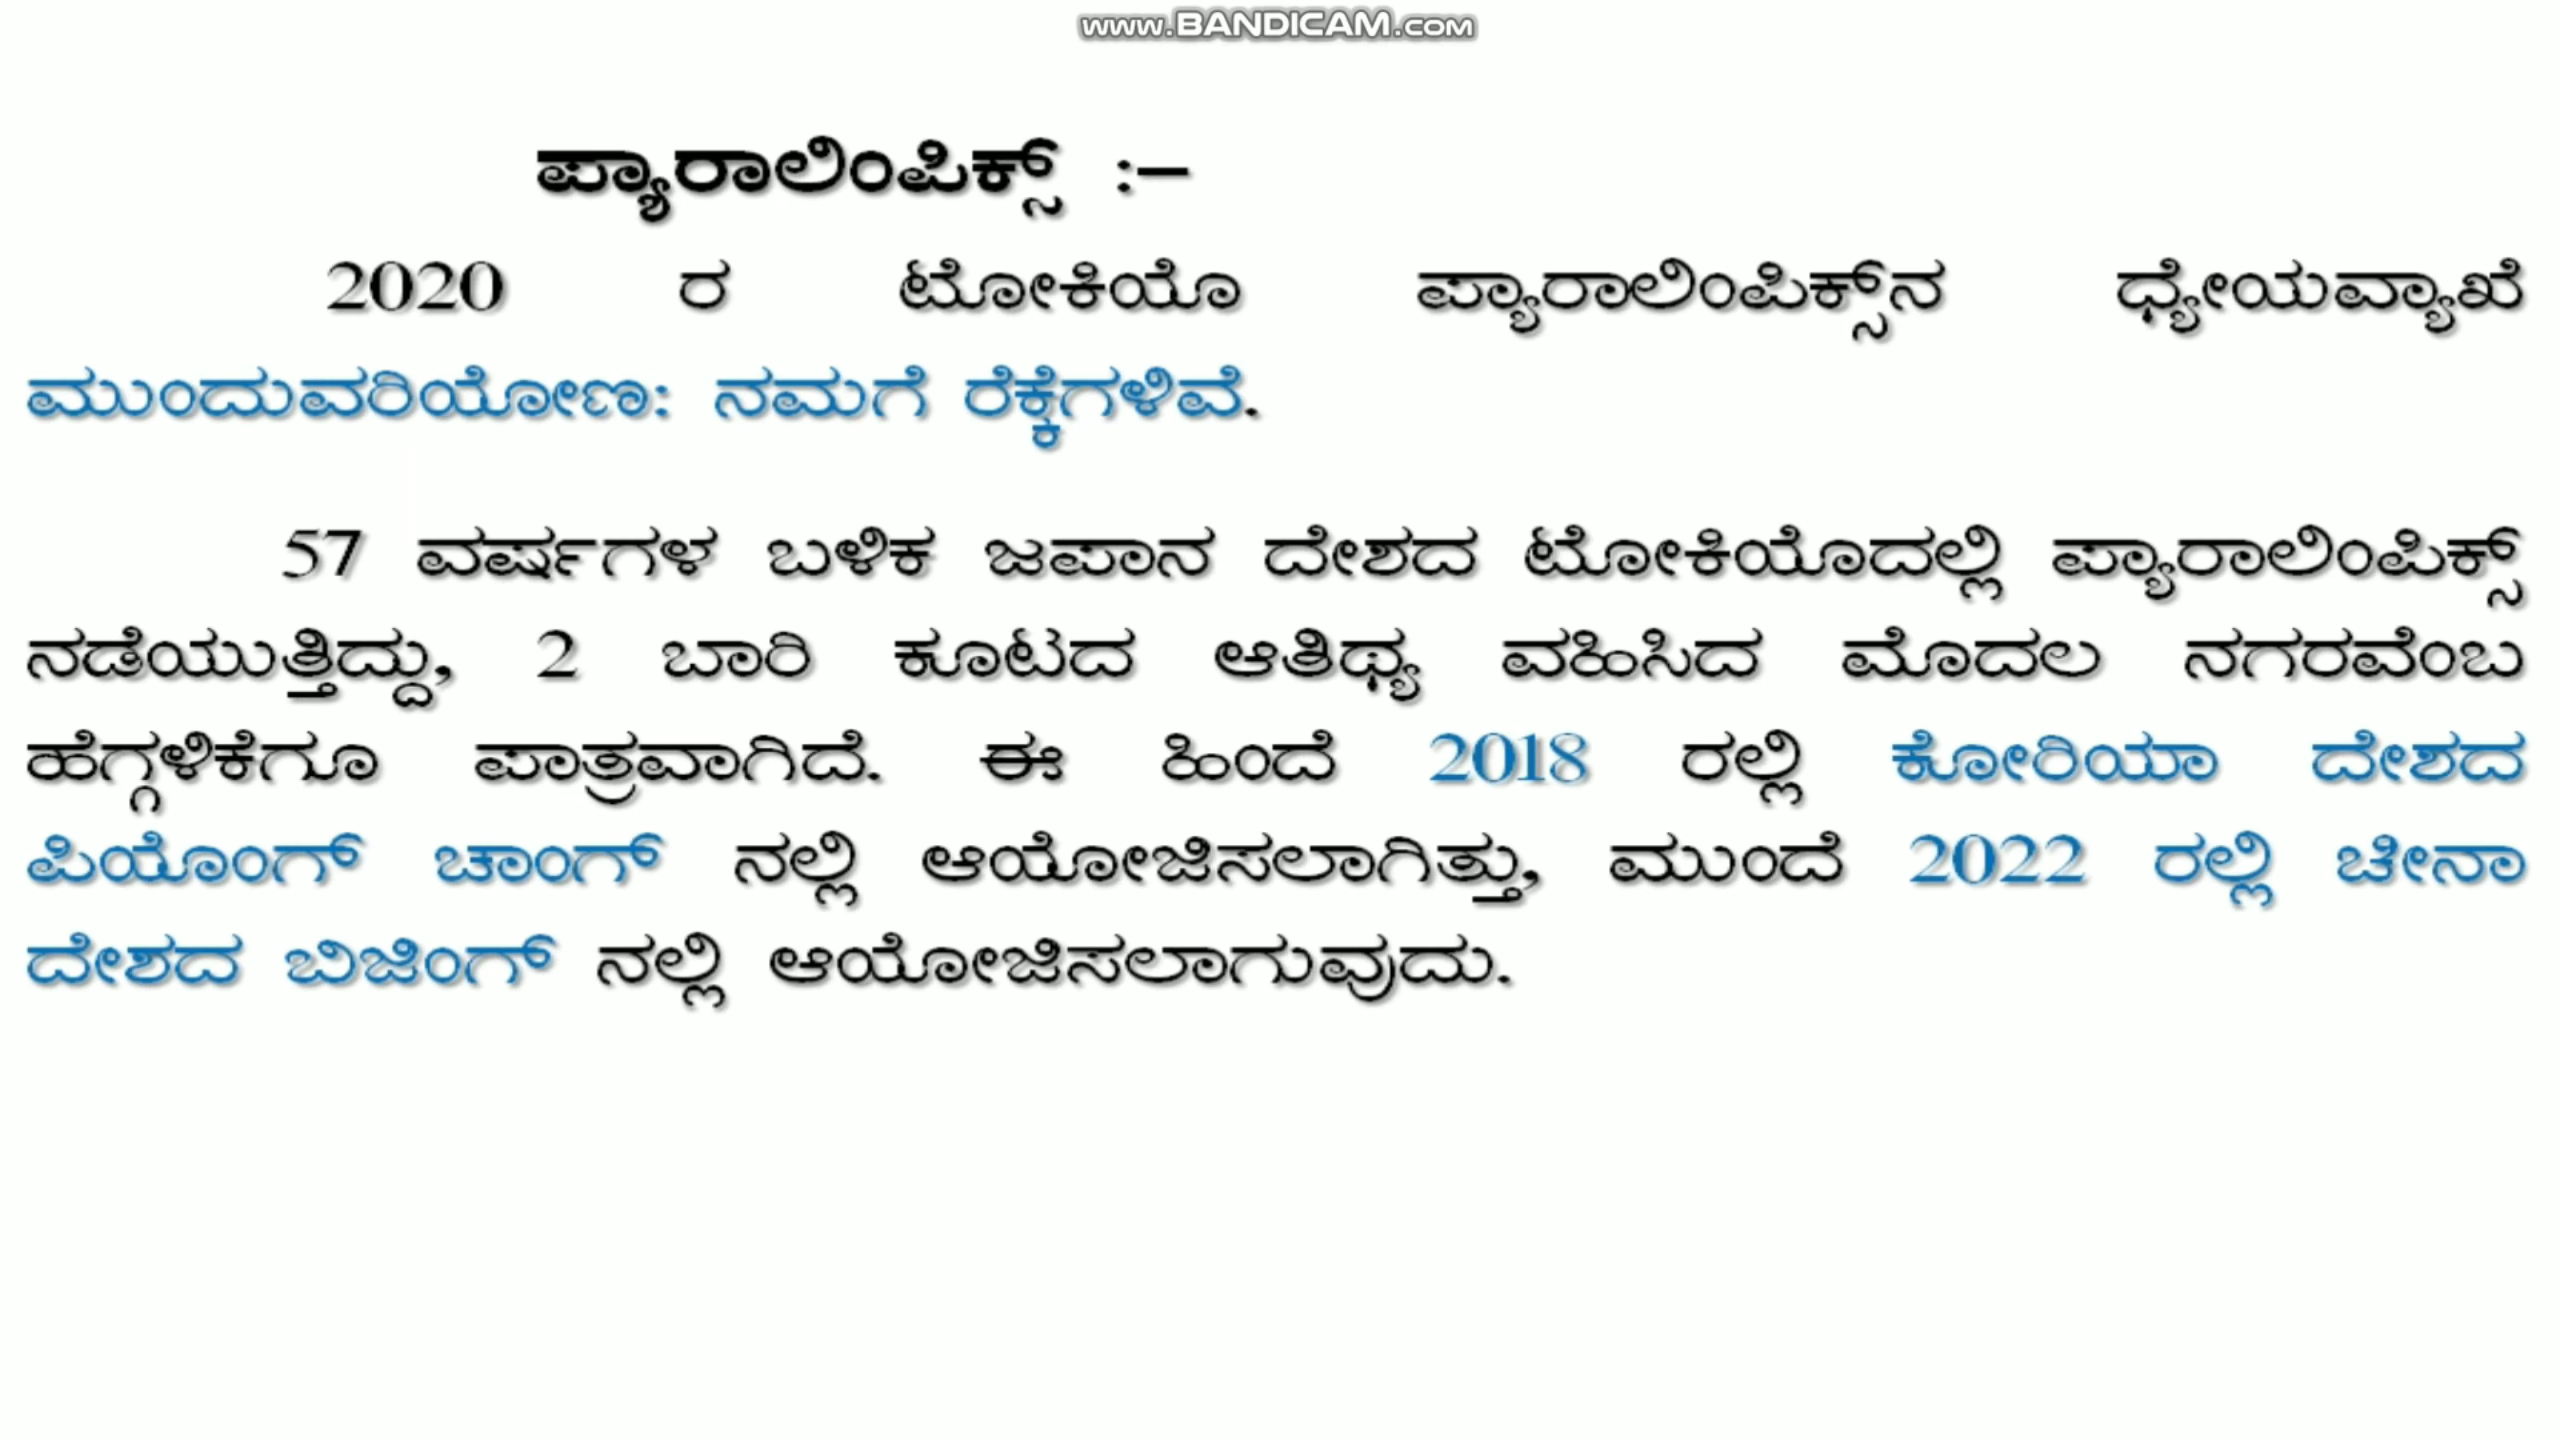 www.BANDICAM.com
ಪ್ಯಾರಾಲಿಂಪಿಕ್ಸ್ :–
2020 ರ ಟೋಕಿಯೊ ಪ್ಯಾರಾಲಿಂಪಿಕ್ಸ್‌ನ ಧ್ಯೇಯವ್ಯಾಖೆ
ಮುಂದುವರಿಯೋಣ: ನಮಗೆ ರೆಕ್ಕೆಗಳಿವೆ.
57 ವರ್ಷಗಳ ಬಳಿಕ ಜಪಾನ ದೇಶದ ಟೋಕಿಯೊದಲ್ಲಿ ಪ್ಯಾರಾಲಿಂಪಿಕ್ಸ್
ನಡೆಯುತ್ತಿದ್ದು, 2 ಬಾರಿ ಕೂಟದ ಆತಿಥ್ಯ ವಹಿಸಿದ ಮೊದಲ ನಗರವೆಂಬ
ಹೆಗ್ಗಳಿಕೆಗೂ ಪಾತ್ರವಾಗಿದೆ. ಈ ಹಿಂದೆ 2018 ರಲ್ಲಿ ಕೋರಿಯಾ ದೇಶದ
ಪಿಯೊಂಗ್ ಚಾಂಗ್ ನಲ್ಲಿ ಆಯೋಜಿಸಲಾಗಿತ್ತು, ಮುಂದೆ 2022 ರಲ್ಲಿ ಚೀನಾ
ದೇಶದ ಬಿಜಿಂಗ್ ನಲ್ಲಿ ಆಯೋಜಿಸಲಾಗುವುದು.